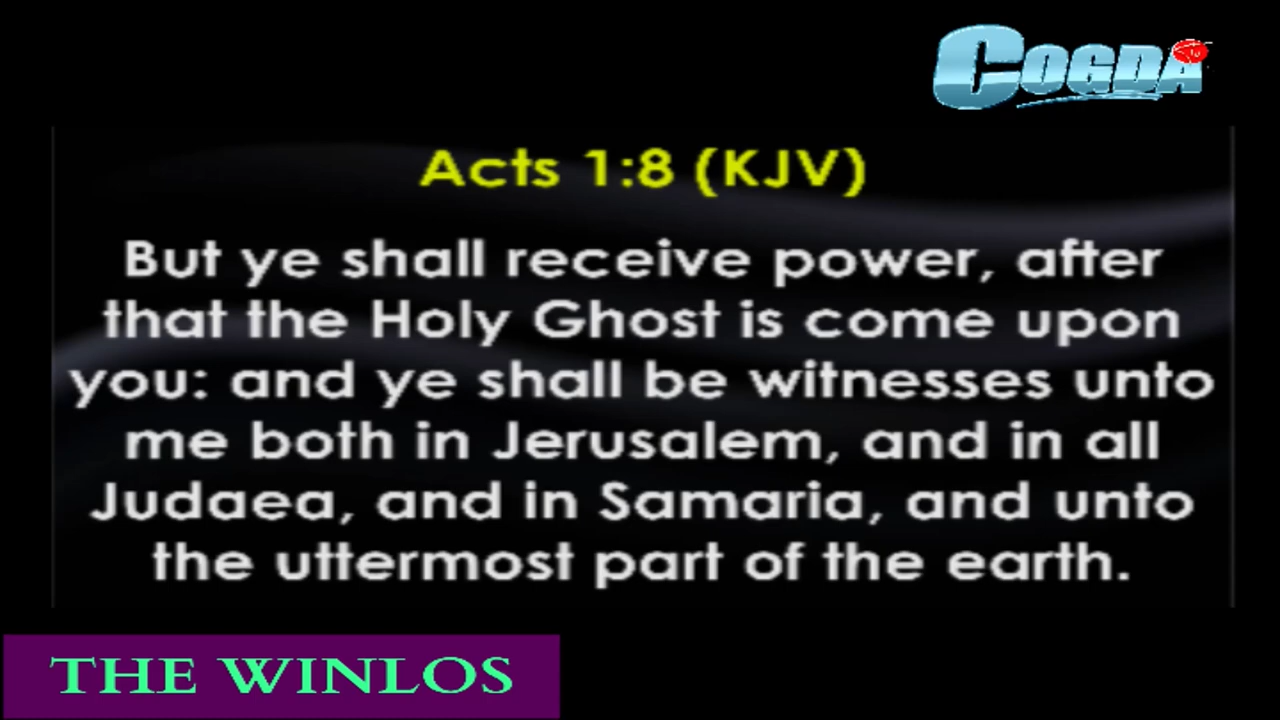 COGDA
Acts 1:8 (KJV)
But ye shall receive power, after
that the Holy Ghost is come upon
you: and ye shall be witnesses unto
me both in Jerusalem, and in all
Judaea, and in Samaria, and unto
the uttermost part of the earth.
THE WINLOS